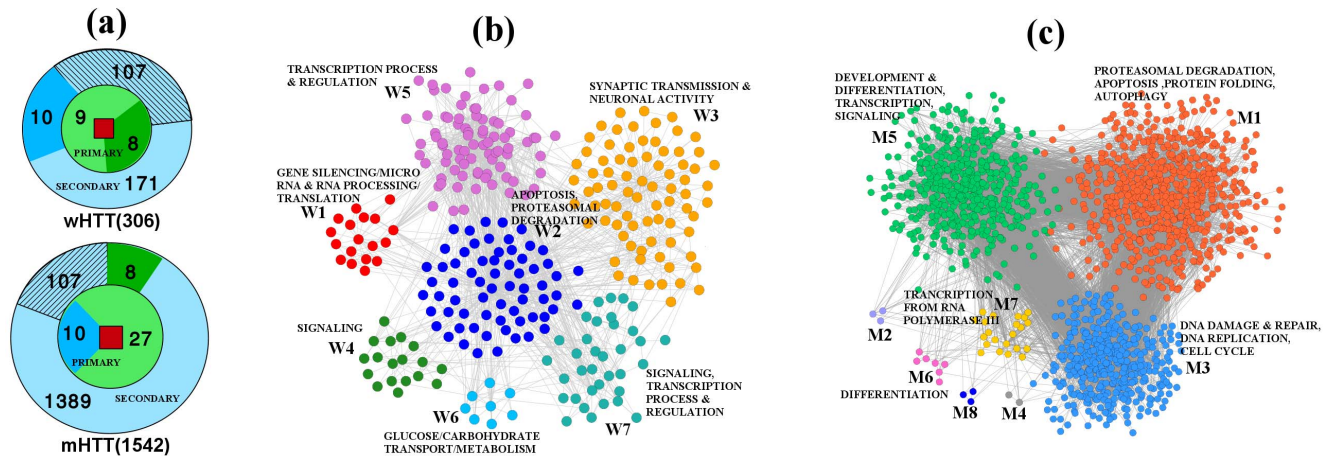 (a)
107
10
9
8
PRIMARY
SECONDARY 171
wHTT(306)
107
8
10
27
PRIMARY
1389
SECONDARY
mHTT(1542)
(b)
TRANSCRIPTION PROCESS
& REGULATION
W5
SYNAPTIC TRANSMISSION &
NEURONAL ACTIVITY
W3
GENE SILENCING/MICRO
RNA & RNA PROCESSING/
TRANSLATION
W1
APOPTOSIS,
PROTEASOMAL
DEGRADATION
W2
SIGNALING
W4
SIGNALING,
TRANSCRIPTION
PROCESS &
REGULATION
W7
W6
GLUCOSE/CARBOHYDRATE
TRANSPORT/METABOLISM
(c)
DEVELOPMENT &
DIFFERENTIATION,
TRANSCRIPTION,
SIGNALING
M5
PROTEASOMAL DEGRADATION,
APOPTOSIS ,PROTEIN FOLDING,
AUTOPHAGY
M1
TRANCRIPTION
FROM RNA
POLYMERASE III
M7
M2
DNA DAMAGE & REPAIR,
DNA REPLICATION,
CELL CYCLE
M3
M6
DIFFERENTIATION
M8
M4